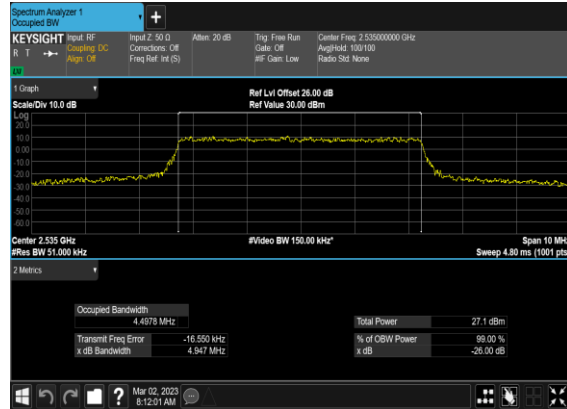 Spectrum Analyzer 1
Occupied BW
+
KEYSIGHT Input: RF Input Z: 50 Ω Atten: 20 dB Trig: Free Run Center Freq: 2.535000000 GHz
R T Coupling: DC Corrections: Off Gate: Off Avg|Hold: 100/100
Align: Off Freq Ref: Int (S) #IF Gain: Low Radio Std: None
1 Graph Ref Lvl Offset 26.00 dB
Scale/Div 10.0 dB Ref Value 30.00 dBm
Log
20.0
10.0
0.00
-10.0
-20.0
-30.0
-40.0
-50.0
-60.0
Center 2.535 GHz #Video BW 150.00 kHz* Span 10 MHz
#Res BW 51.000 kHz Sweep 4.80 ms (1001 pts)
2 Metrics
Occupied Bandwidth
4.4978 MHz Total Power 27.1 dBm
Transmit Freq Error -16.550 kHz % of OBW Power 99.00 %
x dB Bandwidth 4.947 MHz x dB -26.00 dB
? Mar 02, 2023
8:12:01 AM